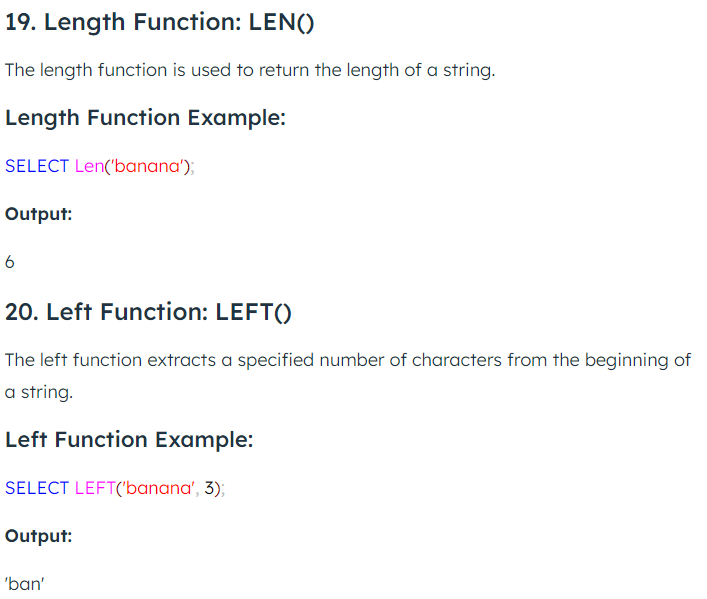 19. Length Function: LEN()
The length function is used to return the length of a string.
Length Function Example:
SELECT Len('banana');
Output:
6
20. Left Function: LEFT()
The left function extracts a specified number of characters from the beginning of
a string.
Left Function Example:
SELECT LEFT('banana', 3);
Output:
'ban'